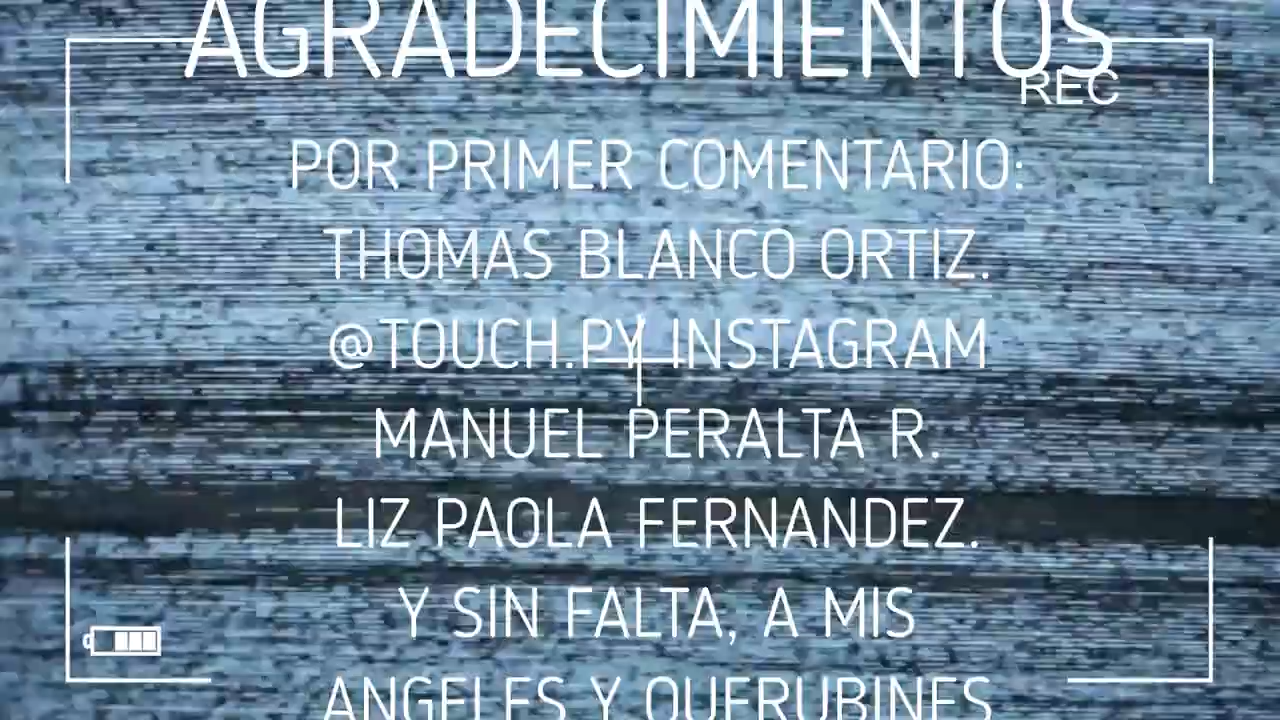 AGRADECIMIENTOS
REC
POR PRIMER COMENTARIO:
THOMAS BLANCO ORTIZ.
@TOUCH.PY INSTAGRAM
MANUEL PERALTA R.
LIZ PAOLA FERNANDEZ.
Y SIN FALTA, A MIS
ANGELES Y QUERUBINES